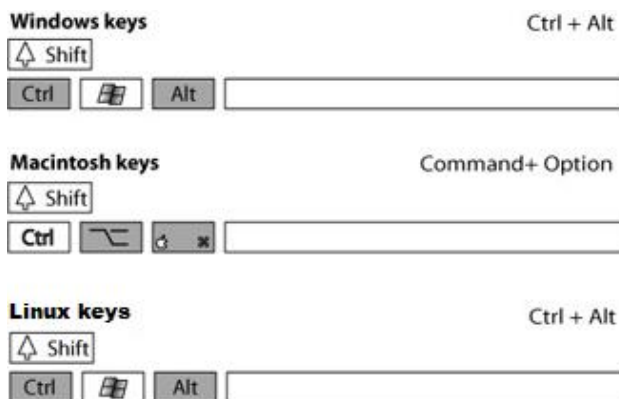 Windows keys Ctrl + Alt
Shift
Ctrl Alt
Macintosh keys Command+ Option
Shift
Ctrl
Linux keys Ctrl + Alt
Shift
Ctrl Alt